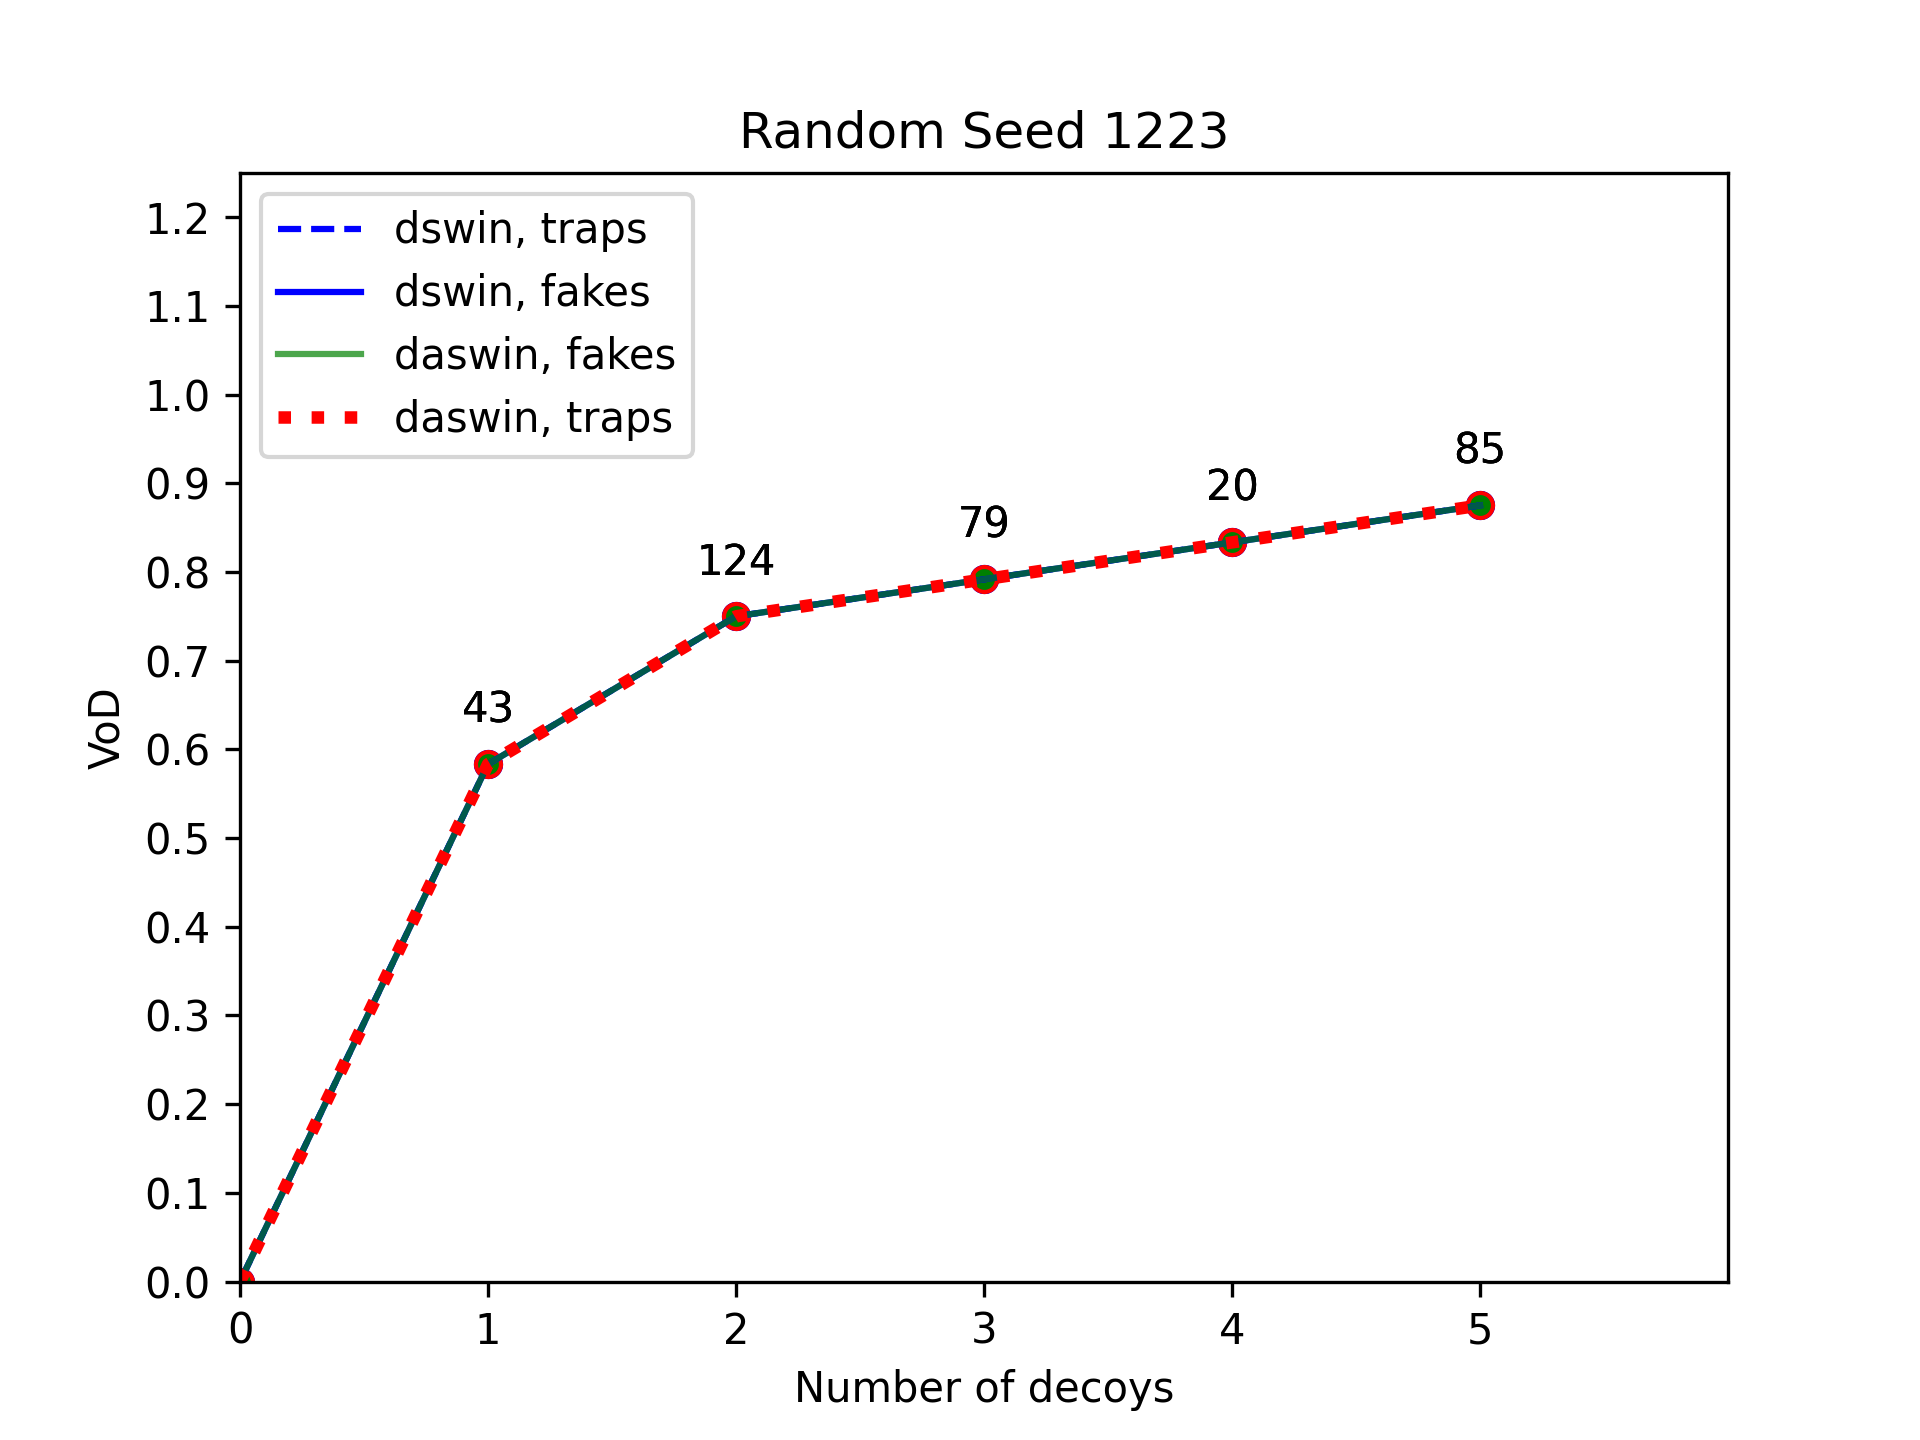 Random Seed 1223
dswin, traps
dswin, fakes
daswin, fakes
daswin, traps
1.2
1.1
1.0
0.9
0.8
0.7
0.6
0.5
0.4
0.3
0.2
0.1
0.0
VoD
43
124
79
20
85
0 1 2 3 4 5
Number of decoys